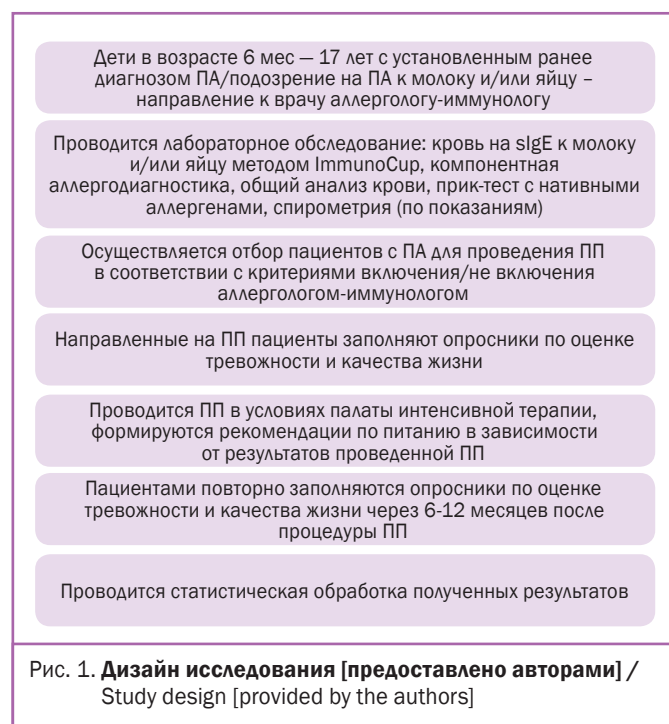 Дети в возрасте 6 мес — 17 лет с установленным ранее
диагнозом ПА/подозрение на ПА к молоку и/или яйцу –
направление к врачу аллергологу-иммунологу
Проводится лабораторное обследование: кровь на sIgE к молоку
и/или яйцу методом ImmunoCup, компонентная
аллергодиагностика, общий анализ крови, прик-тест с нативными
аллергенами, спирометрия (по показаниям)
Осуществляется отбор пациентов с ПА для проведения ПП
в соответствии с критериями включения/не включения
аллергологом-иммунологом
Направленные на ПП пациенты заполняют опросники по оценке
тревожности и качества жизни
Проводится ПП в условиях палаты интенсивной терапии,
формируются рекомендации по питанию в зависимости
от результатов проведенной ПП
Пациентами повторно заполняются опросники по оценке
тревожности и качества жизни через 6-12 месяцев после
процедуры ПП
Проводится статистическая обработка полученных результатов
Рис. 1. Дизайн исследования [предоставлено авторами] /
Study design [provided by the authors]